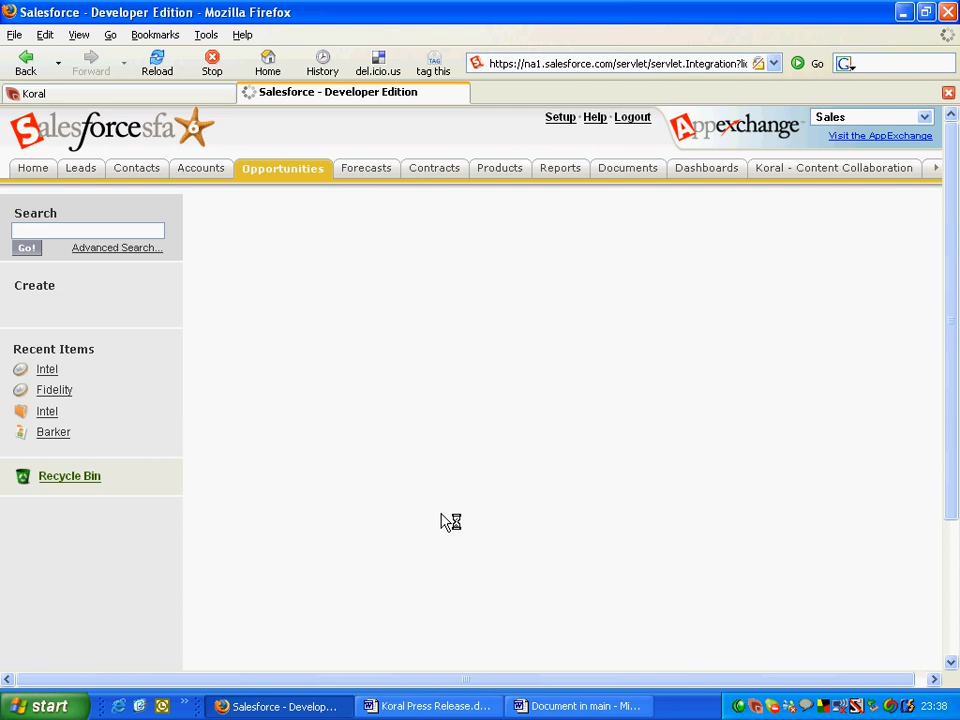 Salesforce - Developer Edition - Mozilla Firefox
File Edit View Go Bookmarks Tools Help
Back Forward Reload Stop Home History del.icio.us tag this https://na1.salesforce.com/servlet/servlet.Integration?li Go
Koral Salesforce - Developer Edition
Salesforce sfa 6 Setup | Help | Logout Appexchange Sales
Visit the AppExchange
Home Leads Contacts Accounts Opportunities Forecasts Contracts Products Reports Documents Dashboards Koral - Content Collaboration
Search
Go! Advanced Search...
Create
Recent Items
Intel
Fidelity
Intel
Barker
Recycle Bin
start Salesforce - Develop... Koral Press Release.d... Document in main - Mi... 23:38